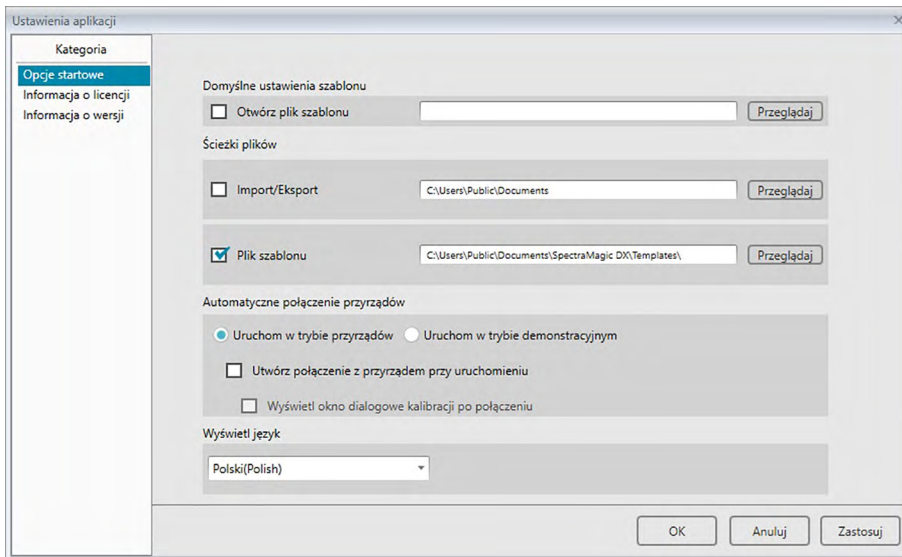 Ustawienia aplikacji
Kategoria
Opcje startowe
Informacja o licencji
Informacja o wersji
Domyślne ustawienia szablonu
Otwórz plik szablonu Przeglądaj
Ścieżki plików
Import/Eksport C:\Users\Public\Documents Przeglądaj
Plik szablonu C:\Users\Public\Documents\SpectraMagic DX\Templates\ Przeglądaj
Automatyczne połączenie przyrządów
Uruchom w trybie przyrządów Uruchom w trybie demonstracyjnym
Utwórz połączenie z przyrządem przy uruchomieniu
Wyświetl okno dialogowe kalibracji po połączeniu
Wyświetl język
Polski(Polish)
OK Anuluj Zastosuj